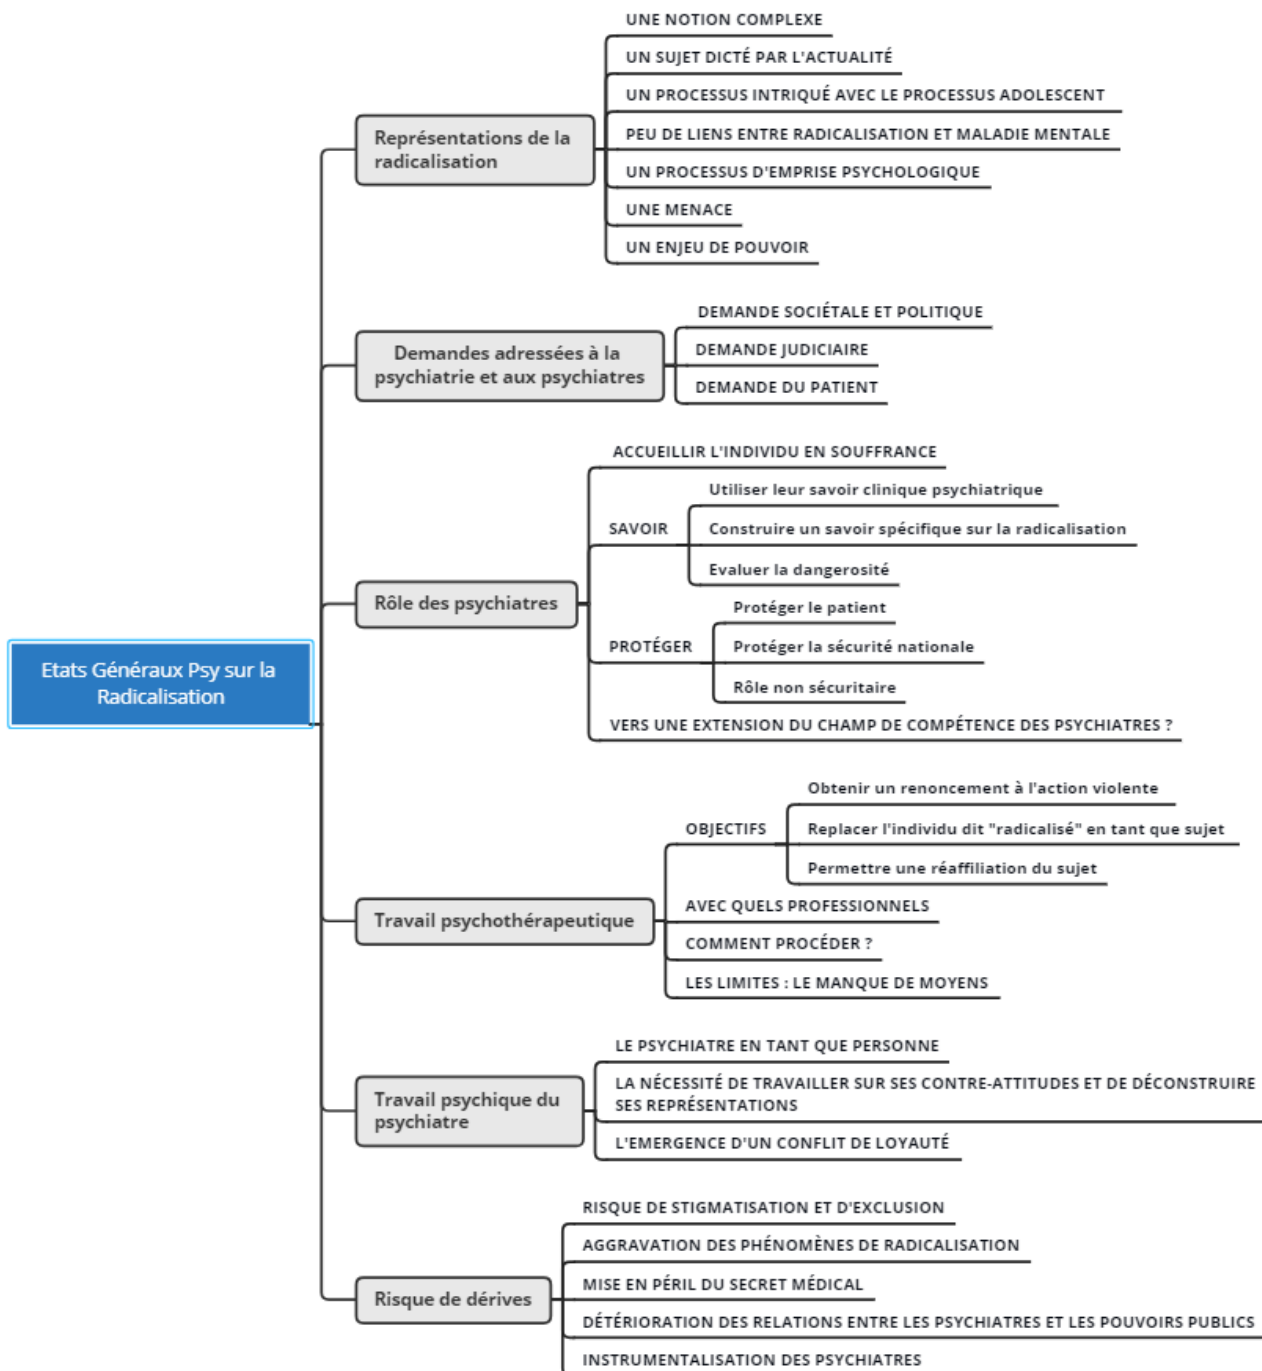 UNE NOTION COMPLEXE
UN SUJET DICTÉ PAR L'ACTUALITÉ
UN PROCESSUS INTRIQUÉ AVEC LE PROCESSUS ADOLESCENT
Représentations de la
radicalisation
PEU DE LIENS ENTRE RADICALISATION ET MALADIE MENTALE
UN PROCESSUS D'EMPRISE PSYCHOLOGIQUE
UNE MENACE
UN ENJEU DE POUVOIR
Demandes adressées à la
psychiatrie et aux psychiatres
DEMANDE SOCIÉTALE ET POLITIQUE
DEMANDE JUDICIAIRE
DEMANDE DU PATIENT
Rôle des psychiatres
ACCUEILLIR L'INDIVIDU EN SOUFFRANCE
SAVOIR
Utiliser leur savoir clinique psychiatrique
Construire un savoir spécifique sur la radicalisation
Evaluer la dangerosité
PROTÉGER
Protéger le patient
Protéger la sécurité nationale
Rôle non sécuritaire
VERS UNE EXTENSION DU CHAMP DE COMPÉTENCE DES PSYCHIATRES ?
Etats Généraux Psy sur la
Radicalisation
Travail psychothérapeutique
OBJECTIFS
Obtenir un renoncement à l'action violente
Replacer l'individu dit "radicalisé" en tant que sujet
Permettre une réaffiliation du sujet
AVEC QUELS PROFESSIONNELS
COMMENT PROCÉDER ?
LES LIMITES : LE MANQUE DE MOYENS
Travail psychique du
psychiatre
LE PSYCHIATRE EN TANT QUE PERSONNE
LA NÉCESSITÉ DE TRAVAILLER SUR SES CONTRE-ATTITUDES ET DE DÉCONSTRUIRE
SES REPRÉSENTATIONS
L'EMERGENCE D'UN CONFLIT DE LOYAUTÉ
Risque de dérives
RISQUE DE STIGMATISATION ET D'EXCLUSION
AGGRAVATION DES PHÉNOMÈNES DE RADICALISATION
MISE EN PÉRIL DU SECRET MÉDICAL
DÉTÉRIORATION DES RELATIONS ENTRE LES PSYCHIATRES ET LES POUVOIRS PUBLICS
INSTRUMENTALISATION DES PSYCHIATRES